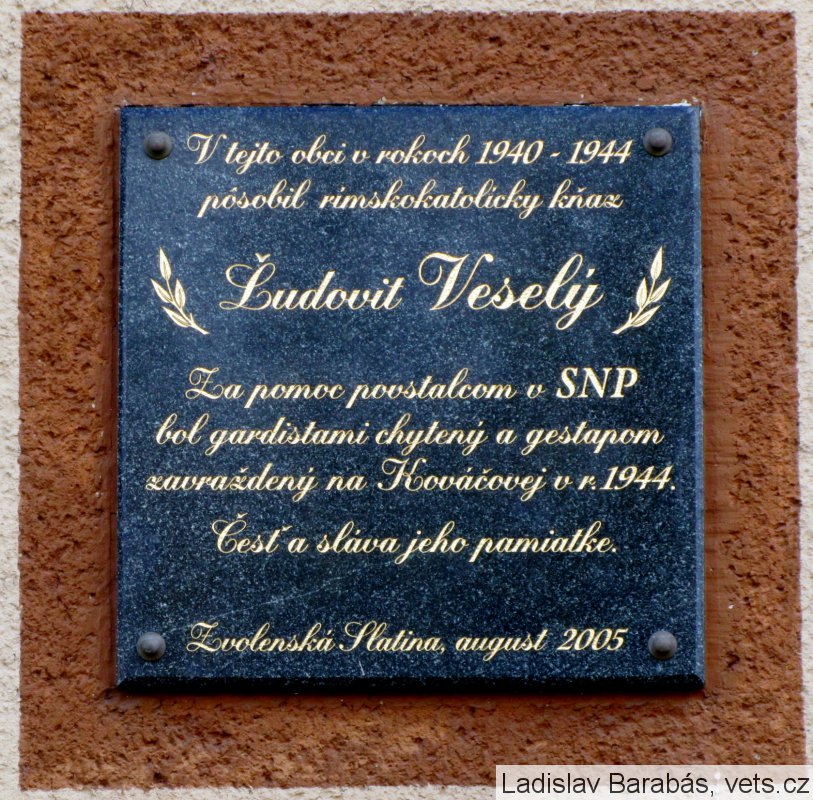 V tejto obci v rokoch 1940 - 1944
pôsobil rímskokatolícky kňaz
Ľudovit Veselý
Za pomoc povstalcom v SNP
bol gardistami chytený a gestapom
zavraždený na Kováčovej v r. 1944.
Česť a sláva jeho pamiatke.
Zvolenská Slatina, august 2005
Ladislav Barabás, vets.cz